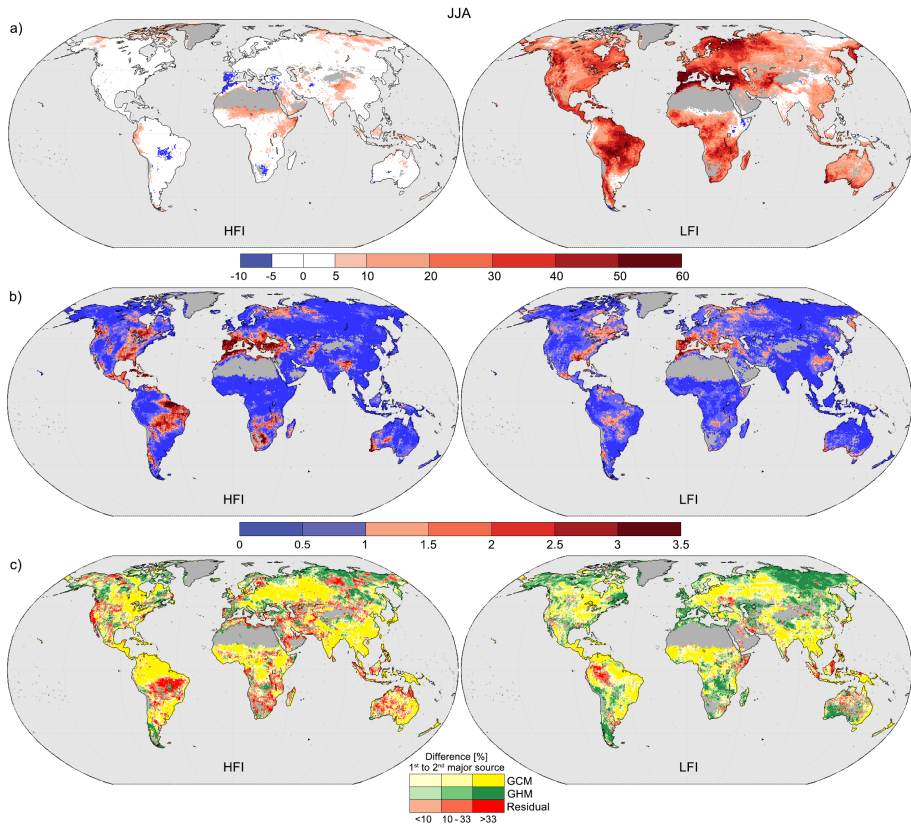 JJA
a)
HFI
LFI
-10 -5 0 5 10 20 30 40 50 60
b)
HFI
LFI
0 0.5 1 1.5 2 2.5 3 3.5
c)
HFI
LFI
Difference [%]
1st to 2nd major source
GCM
GHM
Residual
<10 10 - 33 >33